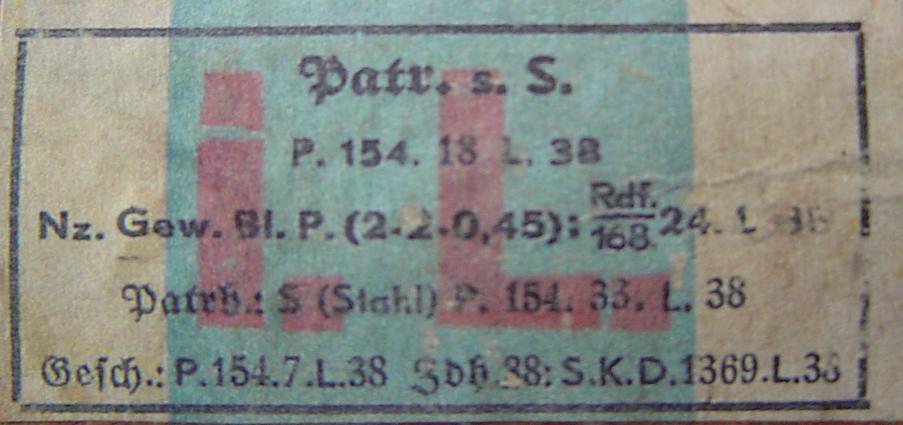 Patr. s. S.
P. 154. 18 L. 38
Nz. Gew. Bl. P. (2.2.0,45): Rdf./168 24. L
Patrh.: S (Stahl) P. 154. 33. L. 38
Gesch.: P.154.7.L.38 Zdh.88: S.K.D.1369.L.38
i. L.